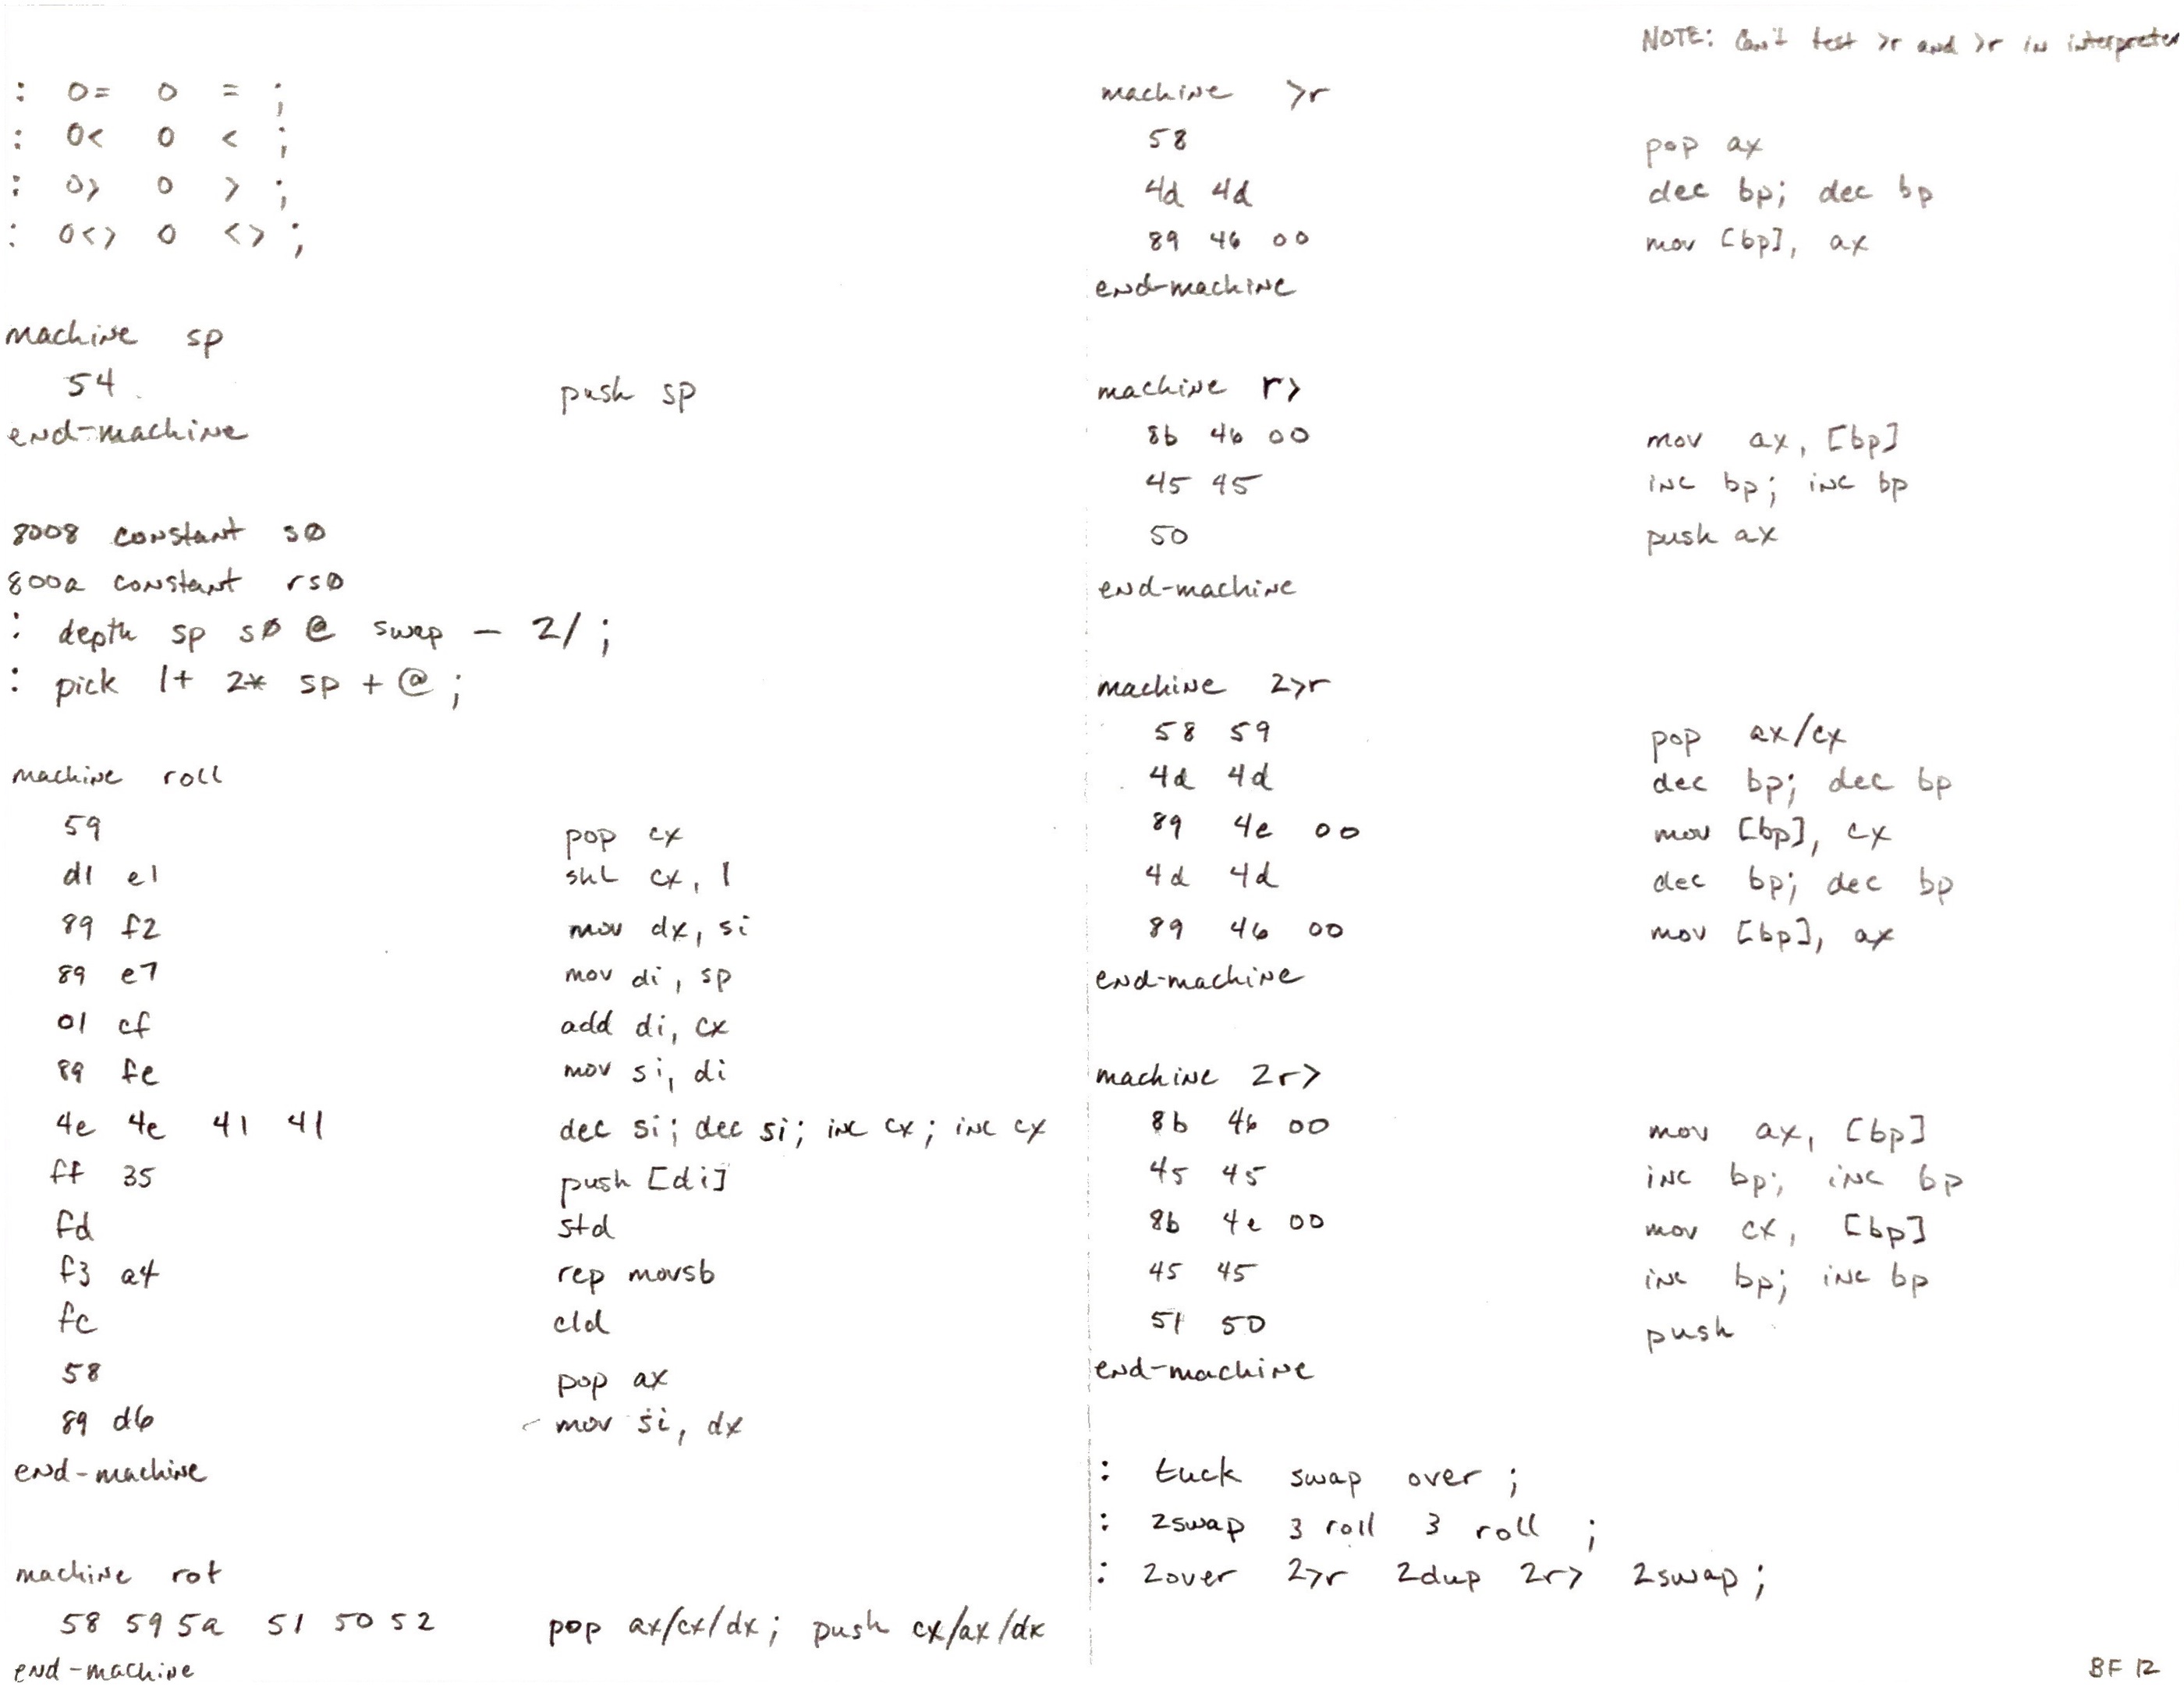 : 0= 0 = ;
: 0< 0 < ;
: 0> 0 > ;
: 0<> 0 <> ;
machine sp
54 push sp
end-machine
8008 constant s0
800a constant rs0
: depth sp s0 @ swap - 2/ ;
: pick 1+ 2* sp + @ ;
machine roll
59 pop cx
d1 e1 shl cx, 1
89 f2 mov dx, si
89 e7 mov di, sp
01 cf add di, cx
89 fe mov si, di
4e 4e 41 41 dec si; dec si; inc cx; inc cx
ff 35 push [di]
fd std
f3 a4 rep movsb
fc cld
58 pop ax
89 d6 mov si, dx
end-machine
machine rot
58 59 5a 51 50 52 pop ax/cx/dx; push cx/ax/dx
end-machine
NOTE: Can't test >r and >r in interpreter
machine >r
58 pop ax
4d 4d dec bp; dec bp
89 46 00 mov [bp], ax
end-machine
machine r>
8b 46 00 mov ax, [bp]
45 45 inc bp; inc bp
50 push ax
end-machine
machine 2>r
58 59 pop ax/cx
4d 4d dec bp; dec bp
89 4e 00 mov [bp], cx
4d 4d dec bp; dec bp
89 46 00 mov [bp], ax
end-machine
machine 2r>
8b 46 00 mov ax, [bp]
45 45 inc bp; inc bp
8b 4e 00 mov cx, [bp]
45 45 inc bp; inc bp
51 50 push
end-machine
: tuck swap over ;
: 2swap 3 roll 3 roll ;
: 2over 2>r 2dup 2r> 2swap ;
BF 12